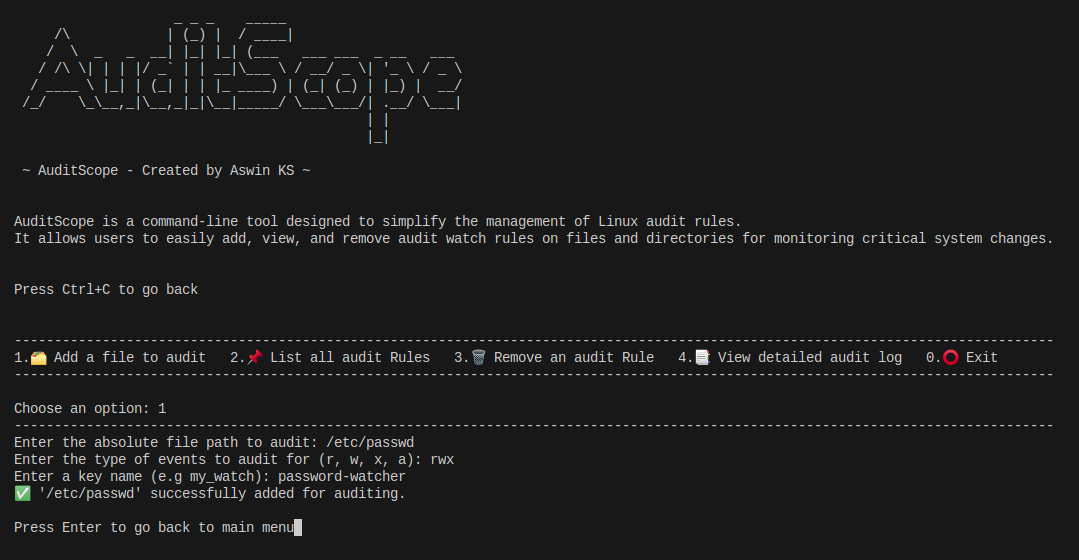 AuditScope
~ AuditScope - Created by Aswin KS ~
AuditScope is a command-line tool designed to simplify the management of Linux audit rules.
It allows users to easily add, view, and remove audit watch rules on files and directories for monitoring critical system changes.
Press Ctrl+C to go back
1.🗂️ Add a file to audit   2.📌 List all audit Rules   3.🗑️ Remove an audit Rule   4.📑 View detailed audit log   0.⭕ Exit
Choose an option: 1
Enter the absolute file path to audit: /etc/passwd
Enter the type of events to audit for (r, w, x, a): rwx
Enter a key name (e.g my_watch): password-watcher
✅ '/etc/passwd' successfully added for auditing.
Press Enter to go back to main menu